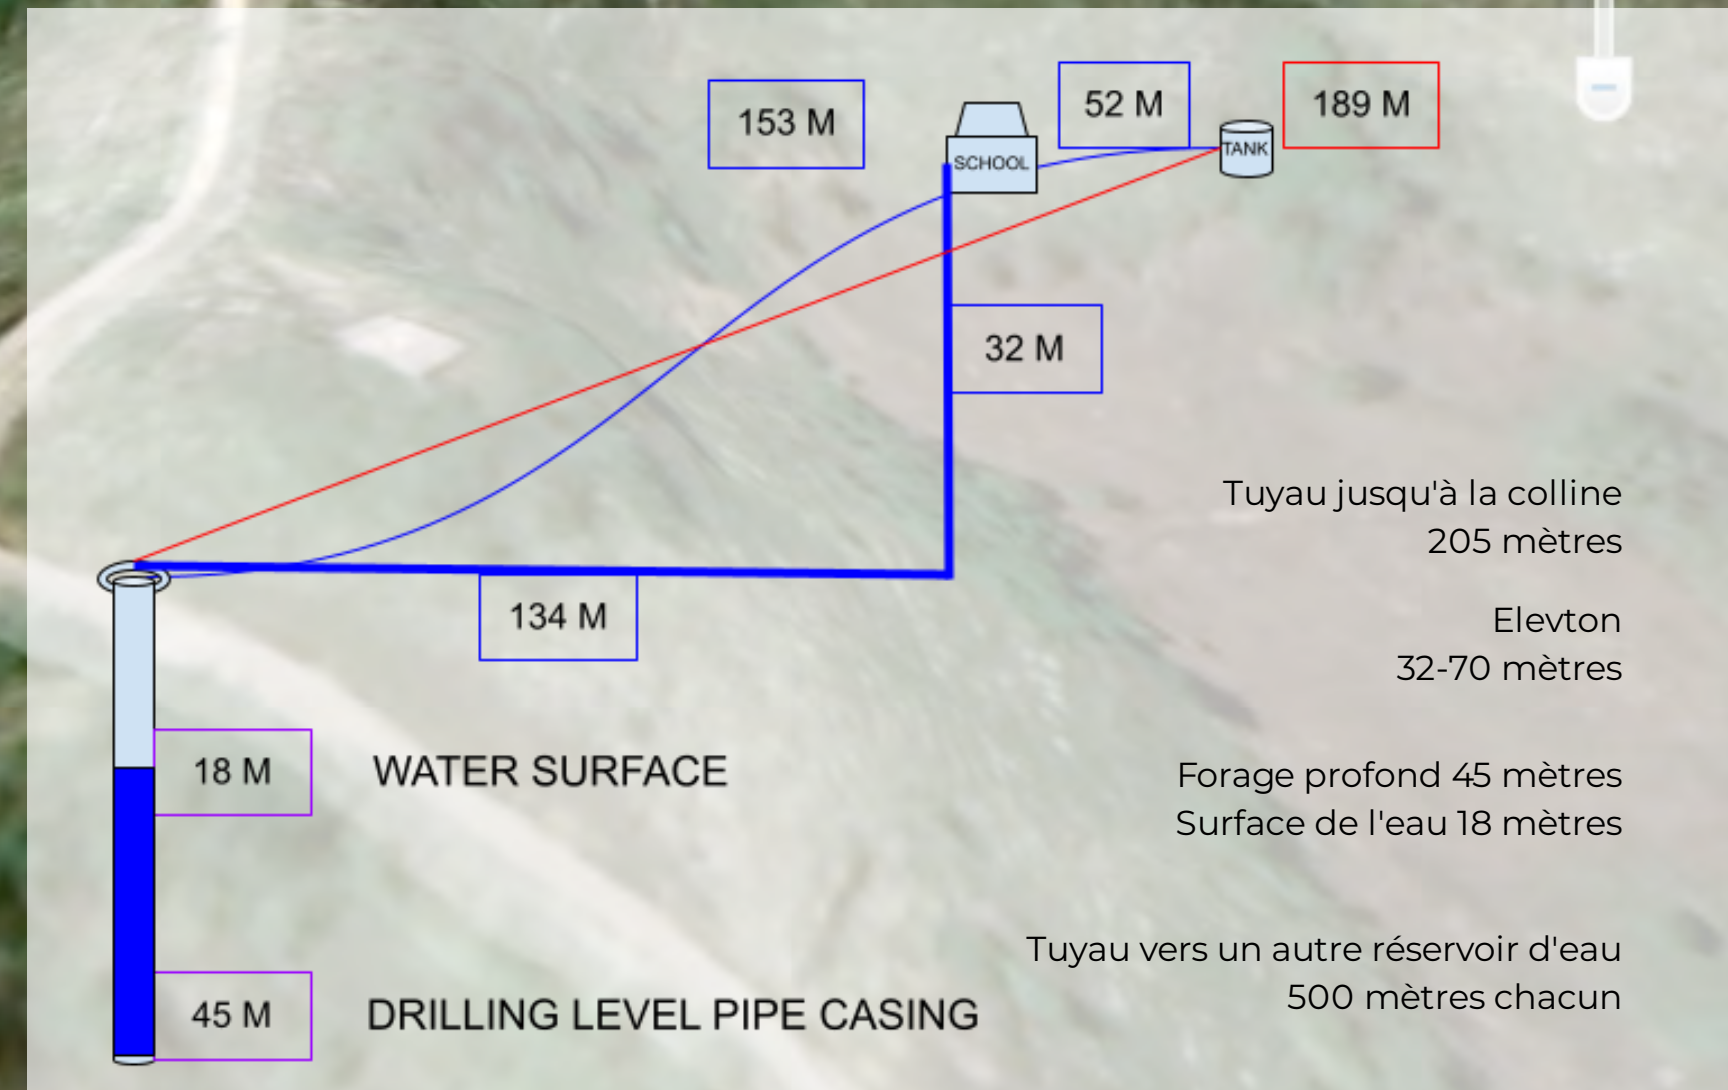 153 M
52 M
189 M
SCHOOL
TANK
32 M
134 M
18 M
WATER SURFACE
45 M
DRILLING LEVEL PIPE CASING
Tuyau jusqu'à la colline
205 mètres
Elevton
32-70 mètres
Forage profond 45 mètres
Surface de l'eau 18 mètres
Tuyau vers un autre réservoir d'eau
500 mètres chacun